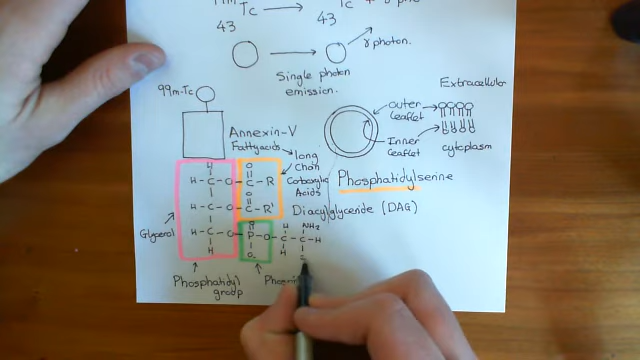 Tc → Tc
43 43
γ photon.
Single photon
emission.
99m-Tc
Annexin-V
Extracellular
outer
leaflet
Inner
leaflet
cytoplasm
Fatty acids
long
chain
Carboxylic
Acids
Phosphatidylserine
Diacylglyceride (DAG)
H O
H-C-O-C-R
O
H-C-O-C-R'
O H NH₂
H-C-O-P-O-C-C-H
H O- H
Glycerol
Phosphatidyl
group